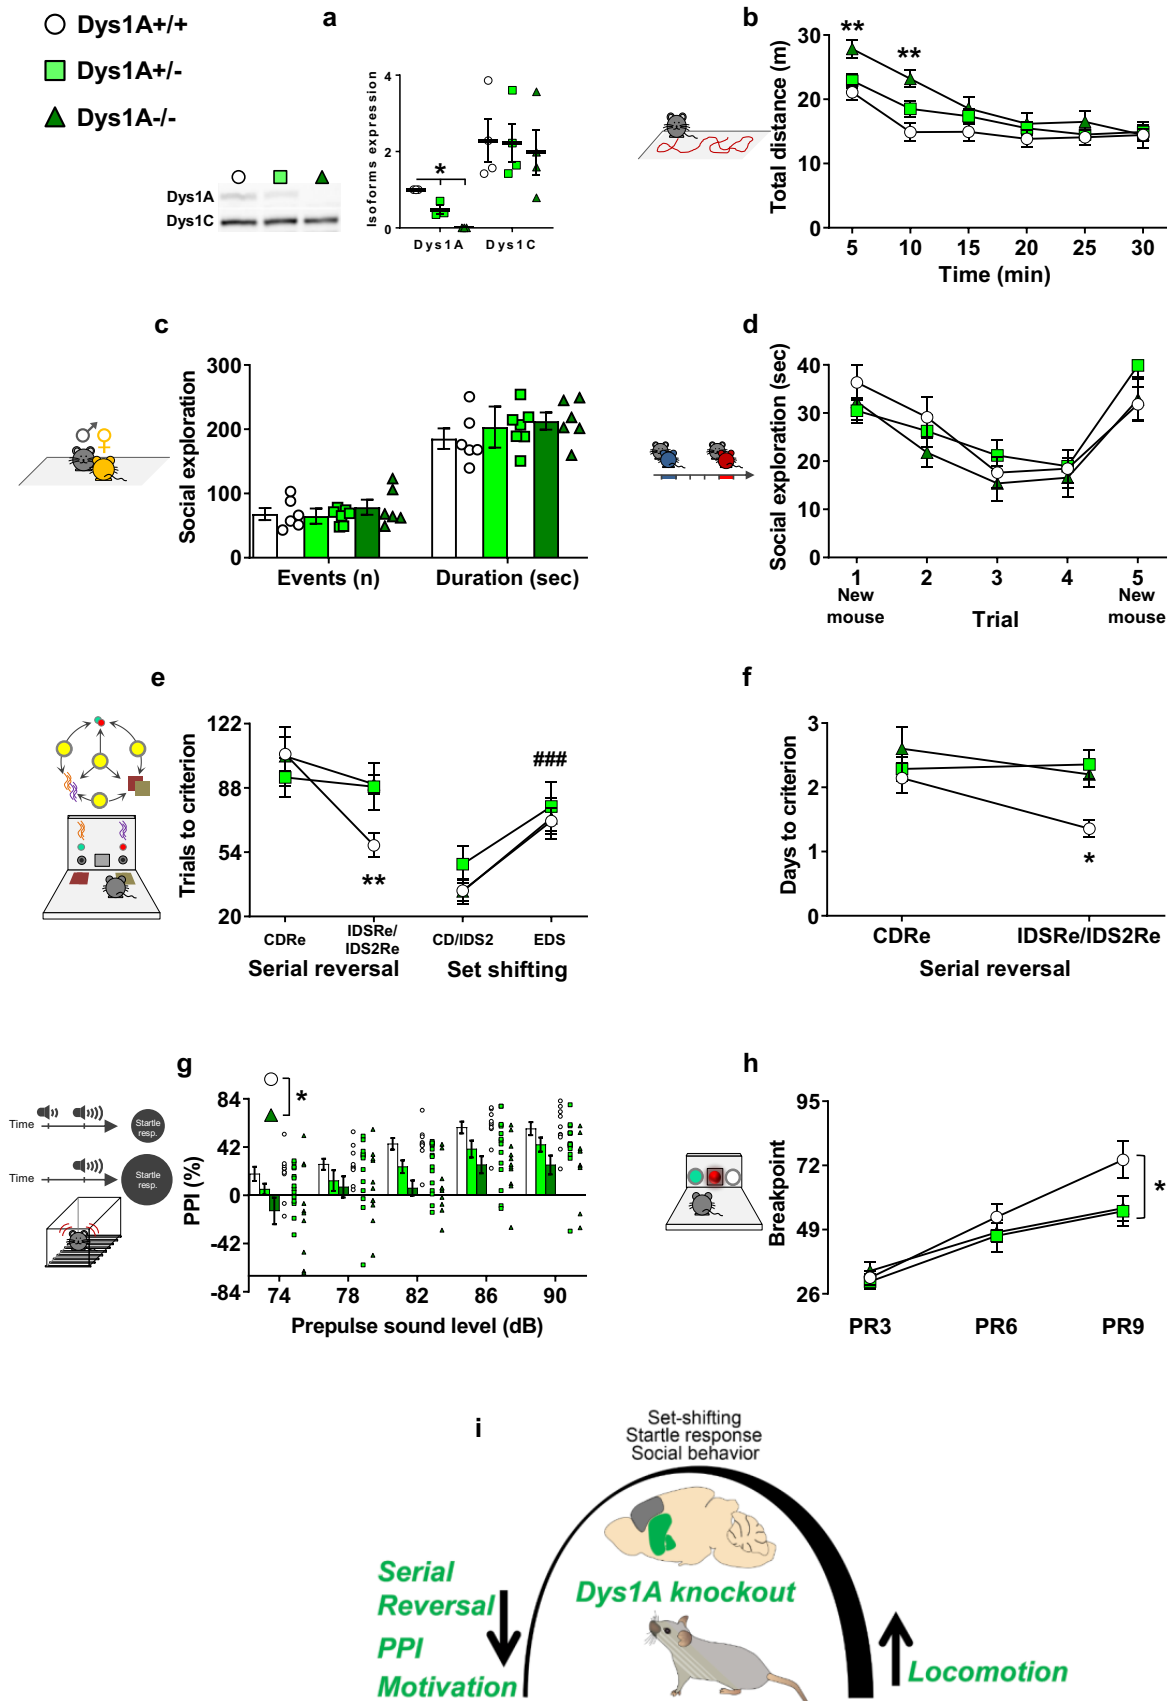 Dys1A+/+
Dys1A+/-
Dys1A-/-
a
Dys1A
Dys1C
Isoforms expression
4
2
0
*
Dys1A
Dys1C
b
Total distance (m)
30
20
10
0
**
**
5 10 15 20 25 30
Time (min)
c
Social exploration
300
200
100
0
Events (n)
Duration (sec)
d
Social exploration (sec)
40
30
20
10
0
1 2 3 4 5
New mouse
New mouse
Trial
e
Trials to criterion
122
88
54
20
**
###
CDRe
IDSRe/
IDS2Re
CD/IDS2
EDS
Serial reversal
Set shifting
f
Days to criterion
3
2
1
0
*
CDRe
IDSRe/IDS2Re
Serial reversal
g
Time
Startle
resp.
Time
Startle
resp.
PPI (%)
84
42
0
-42
-84
*
74 78 82 86 90
Prepulse sound level (dB)
h
Breakpoint
95
72
49
26
*
PR3 PR6 PR9
i
Set-shifting
Startle response
Social behavior
Serial
Reversal
PPI
Motivation
Dys1A knockout
Locomotion